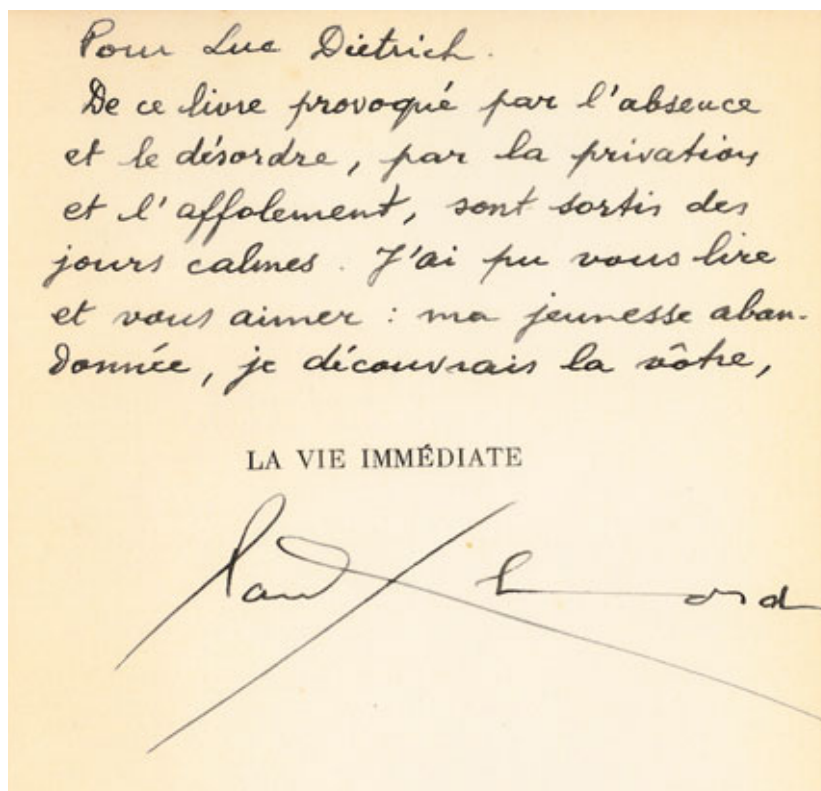 Pour Luc Dietrich.
De ce livre provoqué par l'absence
et le désordre, par la privation
et l'affolement, sont sortis des
jours calmes. J'ai pu vous lire
et vous aimer : ma jeunesse aban-
donnée, je découvrais la vôtre,
LA VIE IMMÉDIATE
Paul Eluard